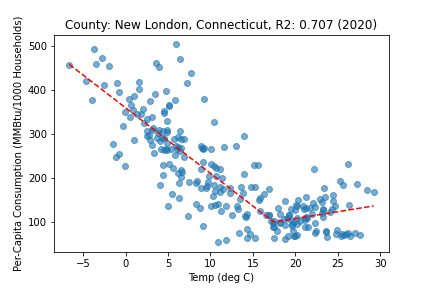 County: New London, Connecticut, R2: 0.707 (2020)
Per-Capita Consumption (MMBtu/1000 Households)
500
400
300
200
100
−5 0 5 10 15 20 25 30
Temp (deg C)